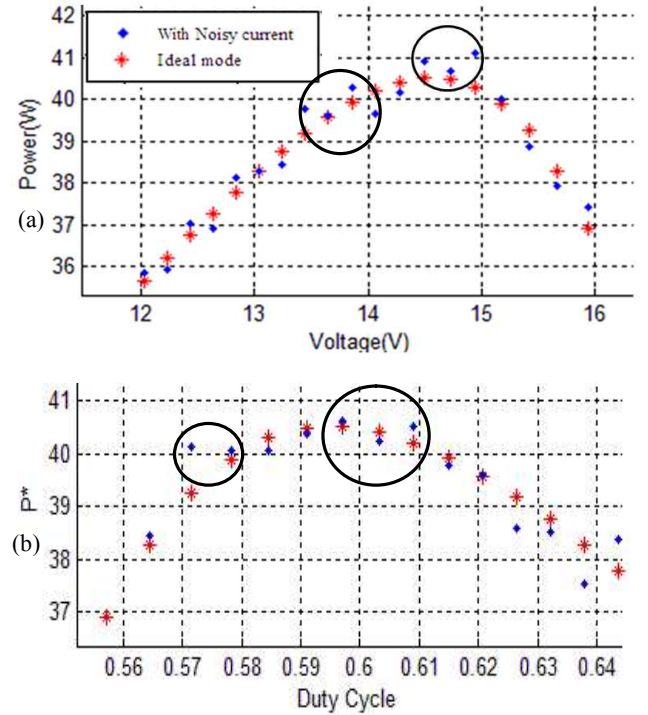 42
41
40
39
38
37
36
Power(W)
With Noisy current
Ideal mode
(a)
12 13 14 15 16
Voltage(V)
41
40
39
38
37
P*
(b)
0.56 0.57 0.58 0.59 0.6 0.61 0.62 0.63 0.64
Duty Cycle